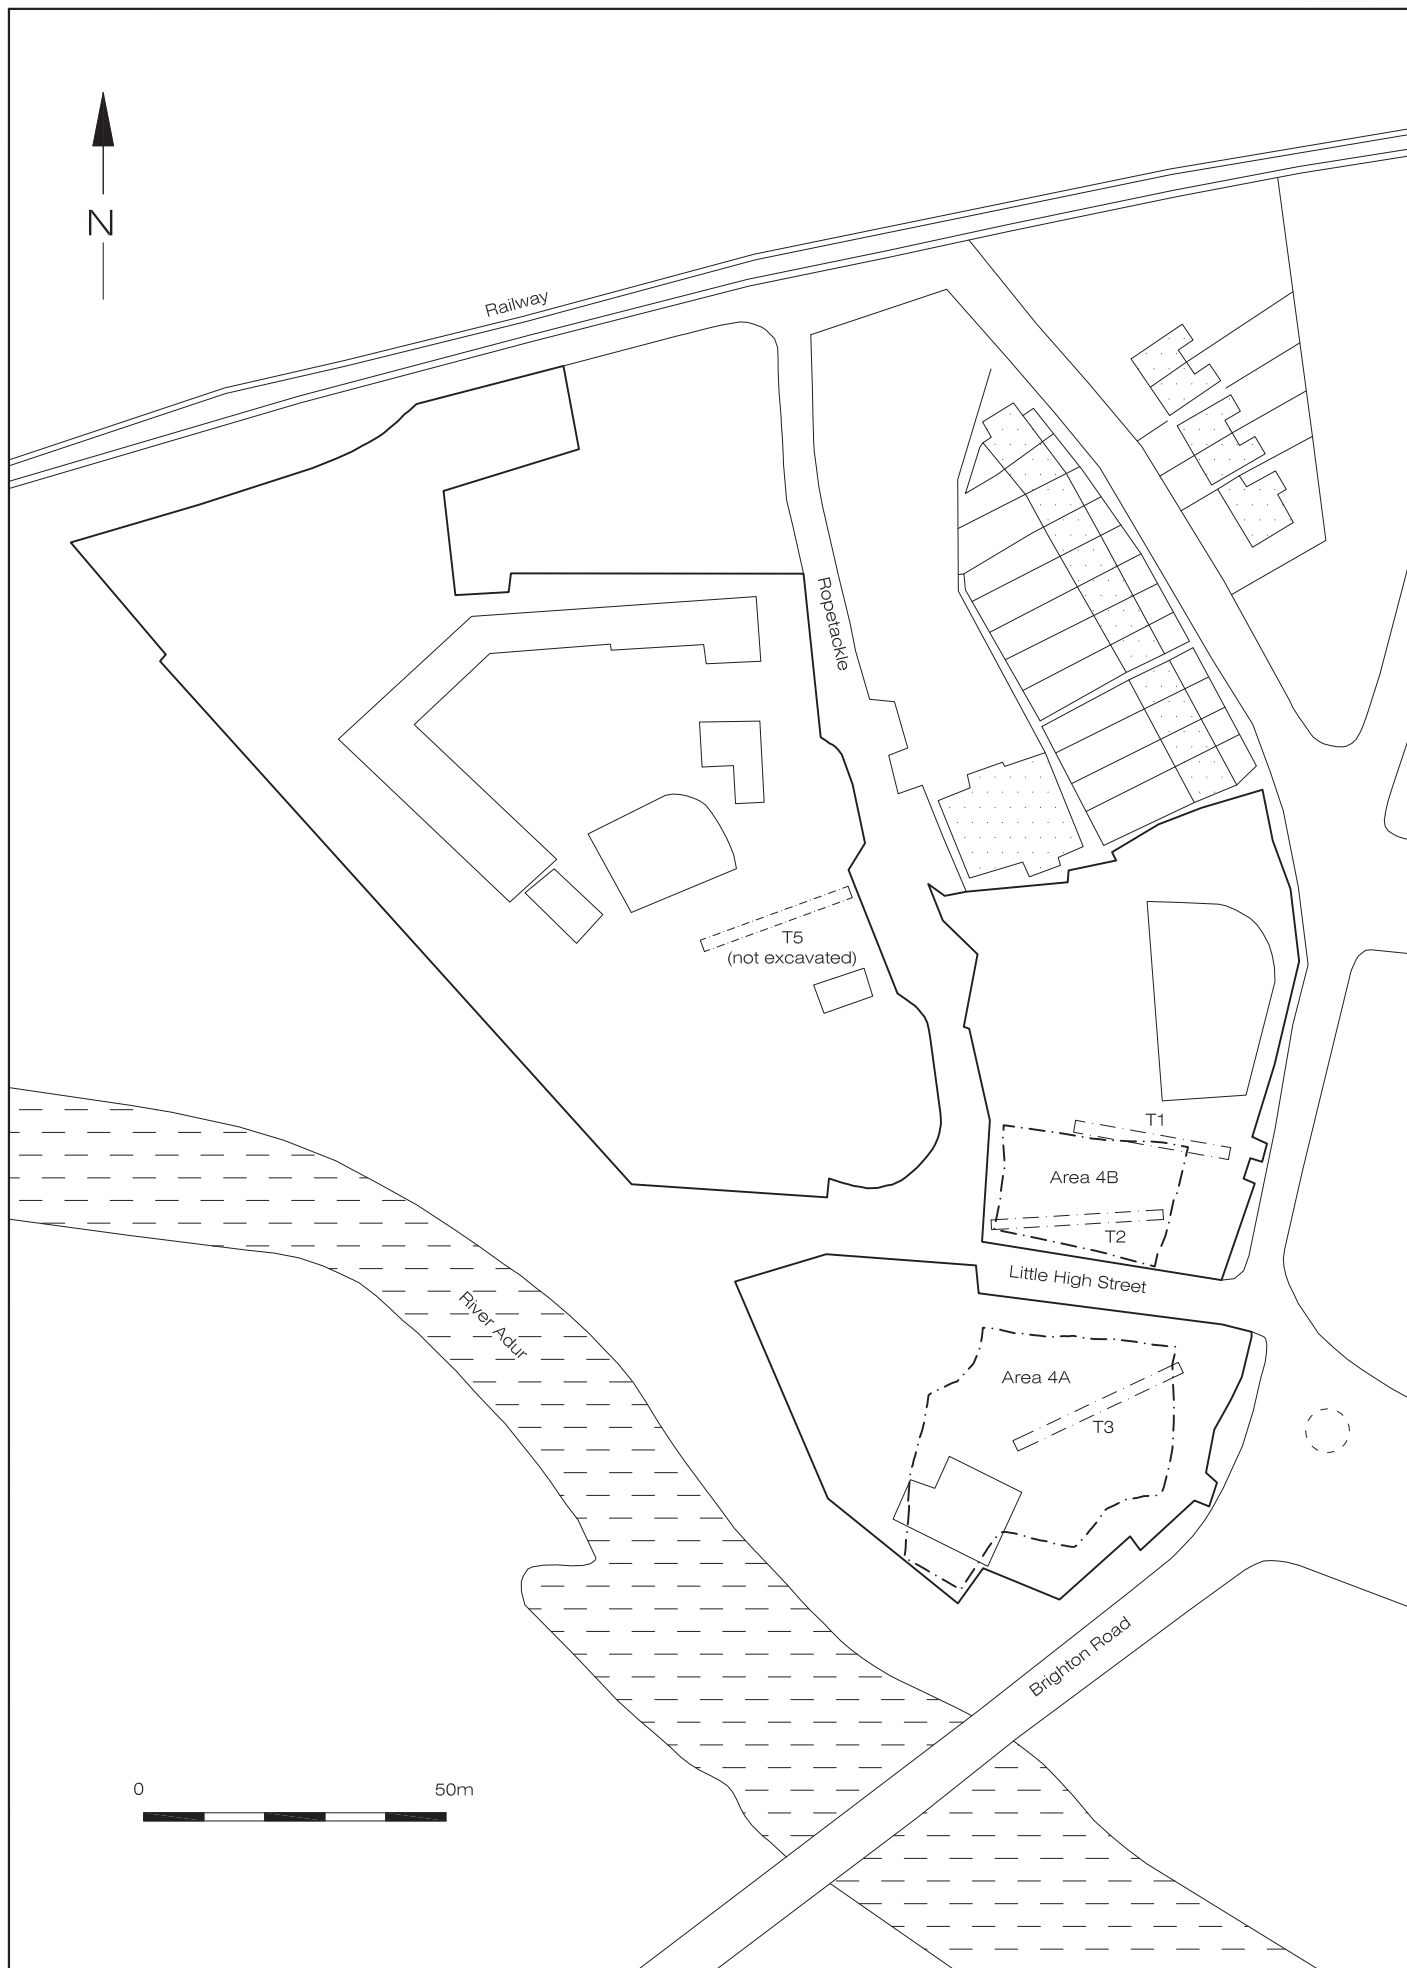 N
Railway
Ropetackle
T5
(not excavated)
T1
Area 4B
T2
Little High Street
River Adur
Area 4A
T3
Brighton Road
0 50m